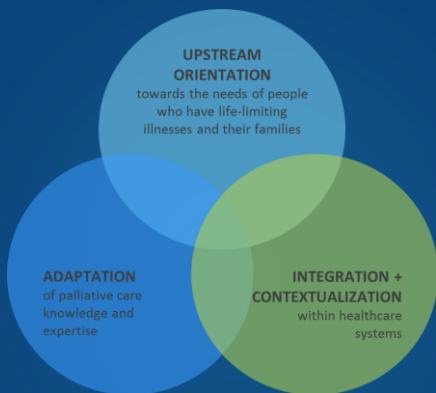 UPSTREAM
ORIENTATION
towards the needs of people
who have life-limiting
illnesses and their families
ADAPTATION
of palliative care
knowledge and
expertise
INTEGRATION +
CONTEXTUALIZATION
within healthcare
systems